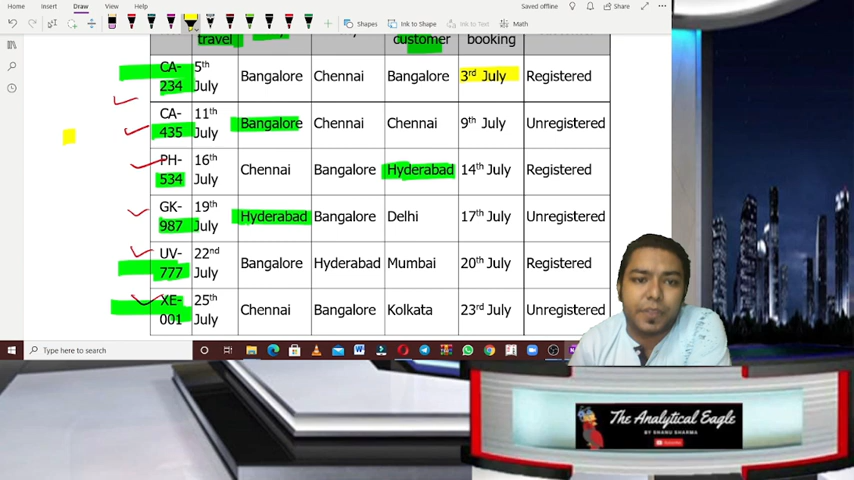 Home Insert Draw View Help
Saved offline
Share
Shapes Ink to Shape Ink to Text Math
travel customer booking
CA-234 5th July Bangalore Chennai Bangalore 3rd July Registered
CA-435 11th July Bangalore Chennai Chennai 9th July Unregistered
PH-534 16th July Chennai Bangalore Hyderabad 14th July Registered
GK-987 19th July Hyderabad Bangalore Delhi 17th July Unregistered
UV-777 22nd July Bangalore Hyderabad Mumbai 20th July Registered
XE-001 25th July Chennai Bangalore Kolkata 23rd July Unregistered
Type here to search
The Analytical Eagle
BY SHANU SHARMA